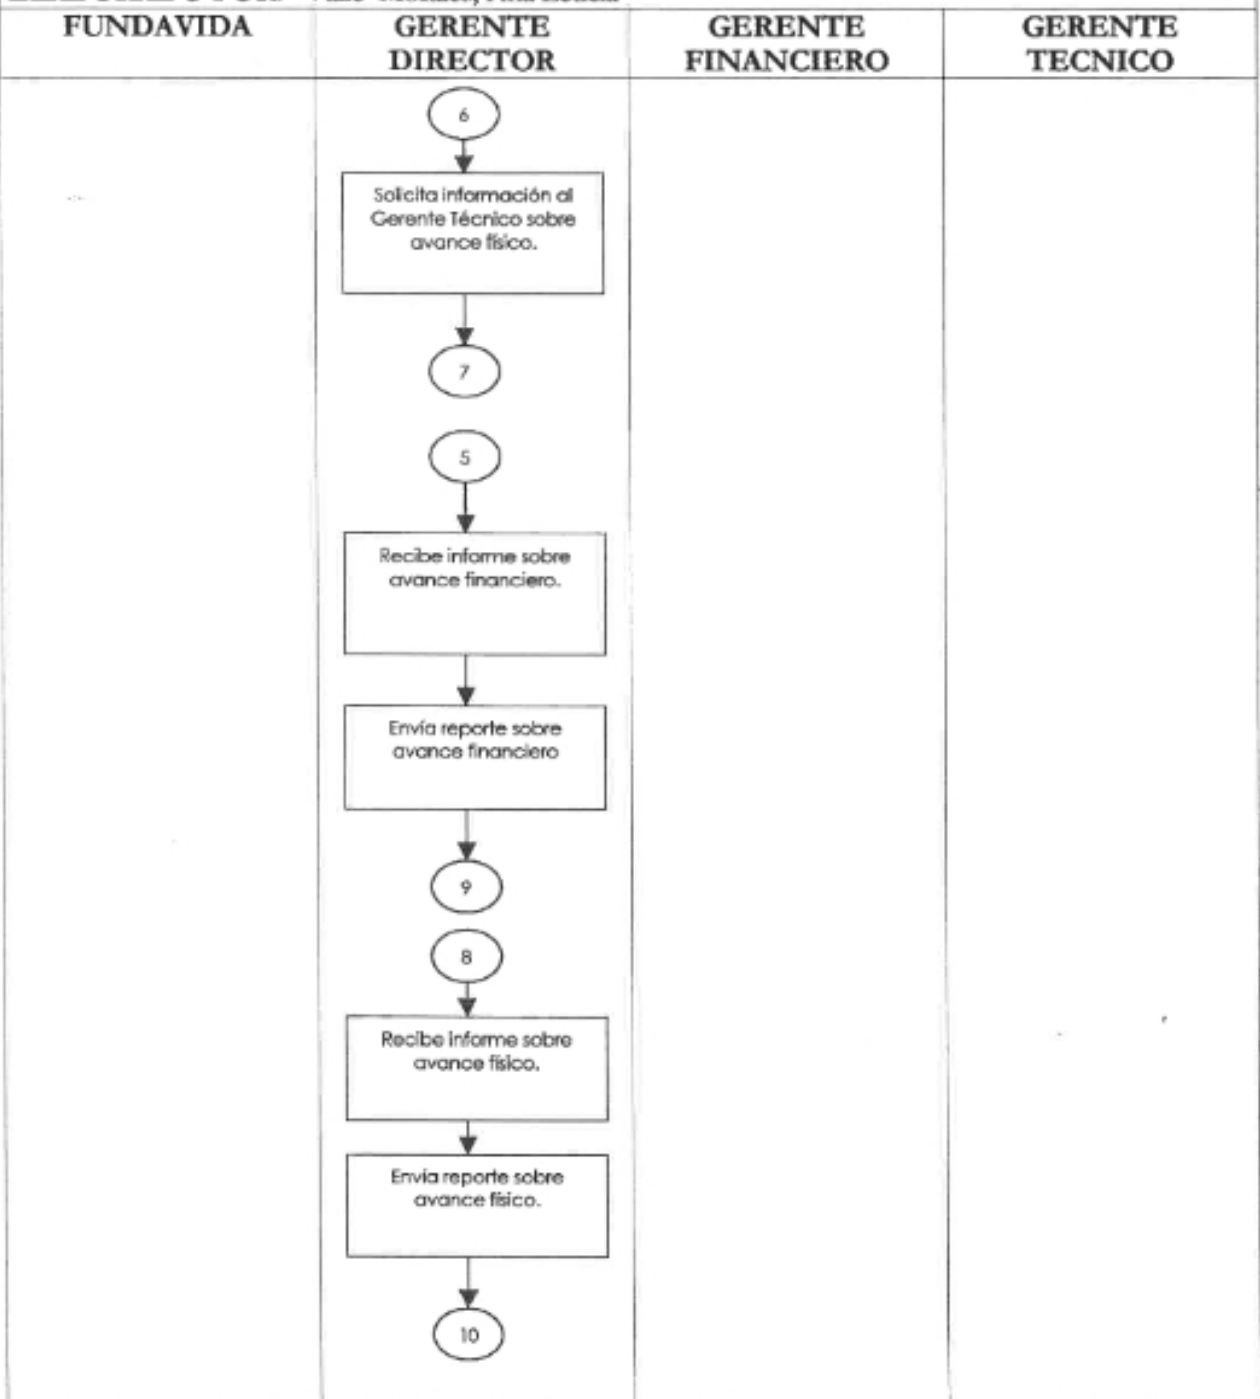 FUNDAVIDA
GERENTE
DIRECTOR
GERENTE
FINANCIERO
GERENTE
TECNICO
6
Solicita información al
Gerente Técnico sobre
avance físico.
7
5
Recibe informe sobre
avance financiero.
Envía reporte sobre
avance financiero
9
8
Recibe informe sobre
avance físico.
Envía reporte sobre
avance físico.
10